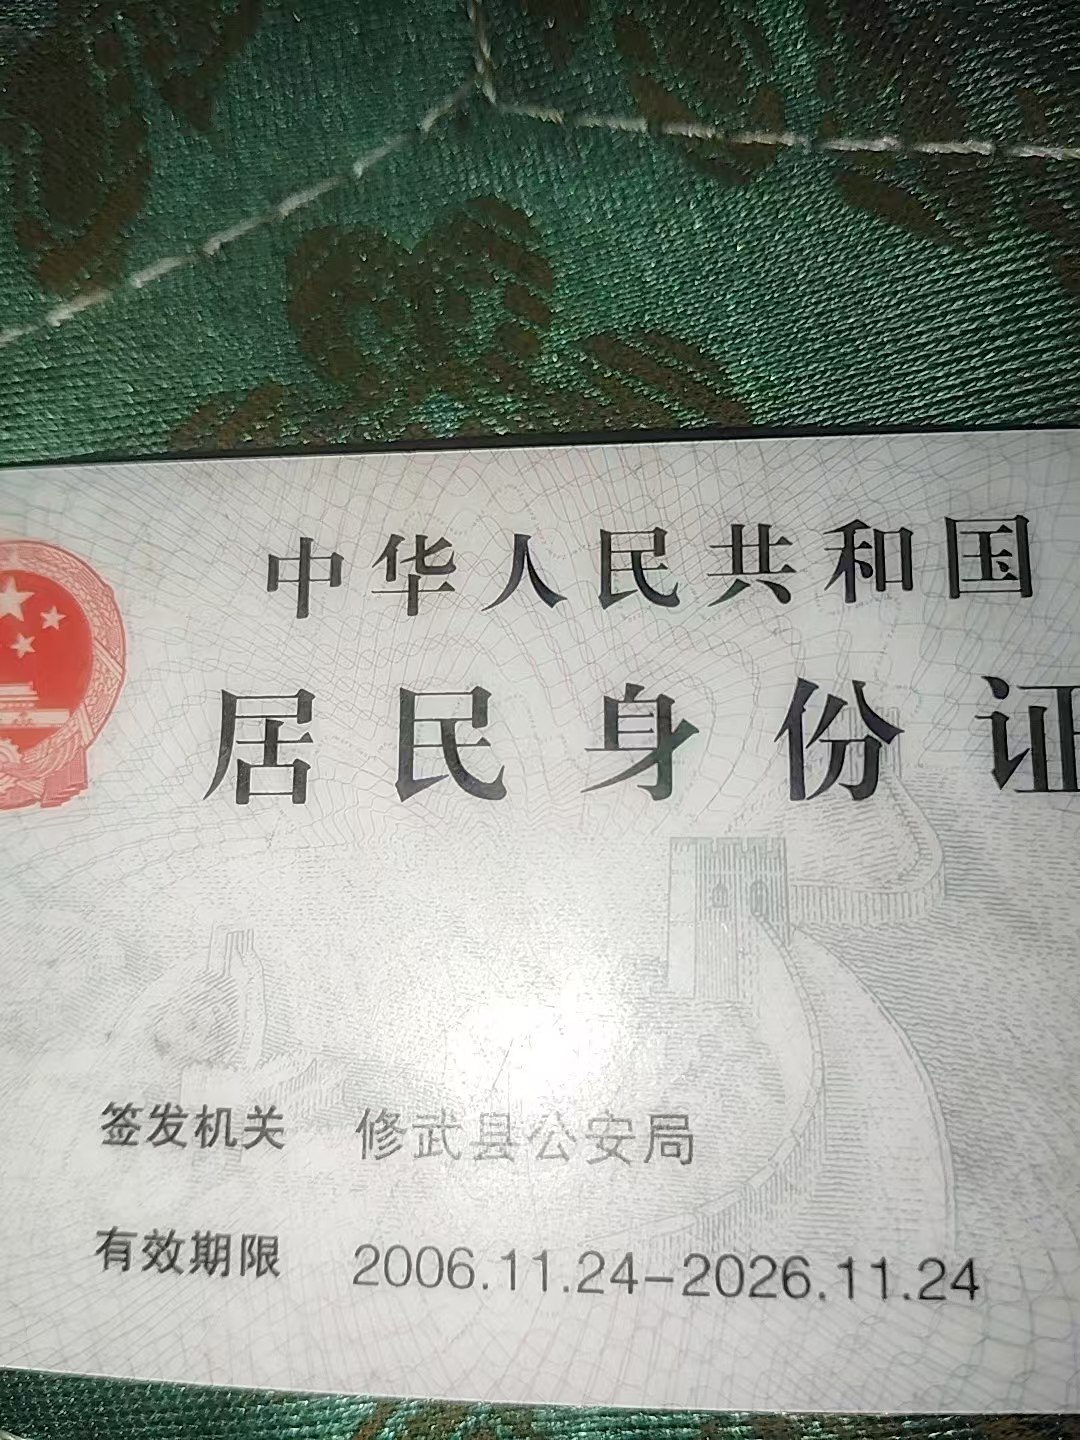 中华人民共和国
居民身份证
签发机关 修武县公安局
有效期限 2006.11.24-2026.11.24